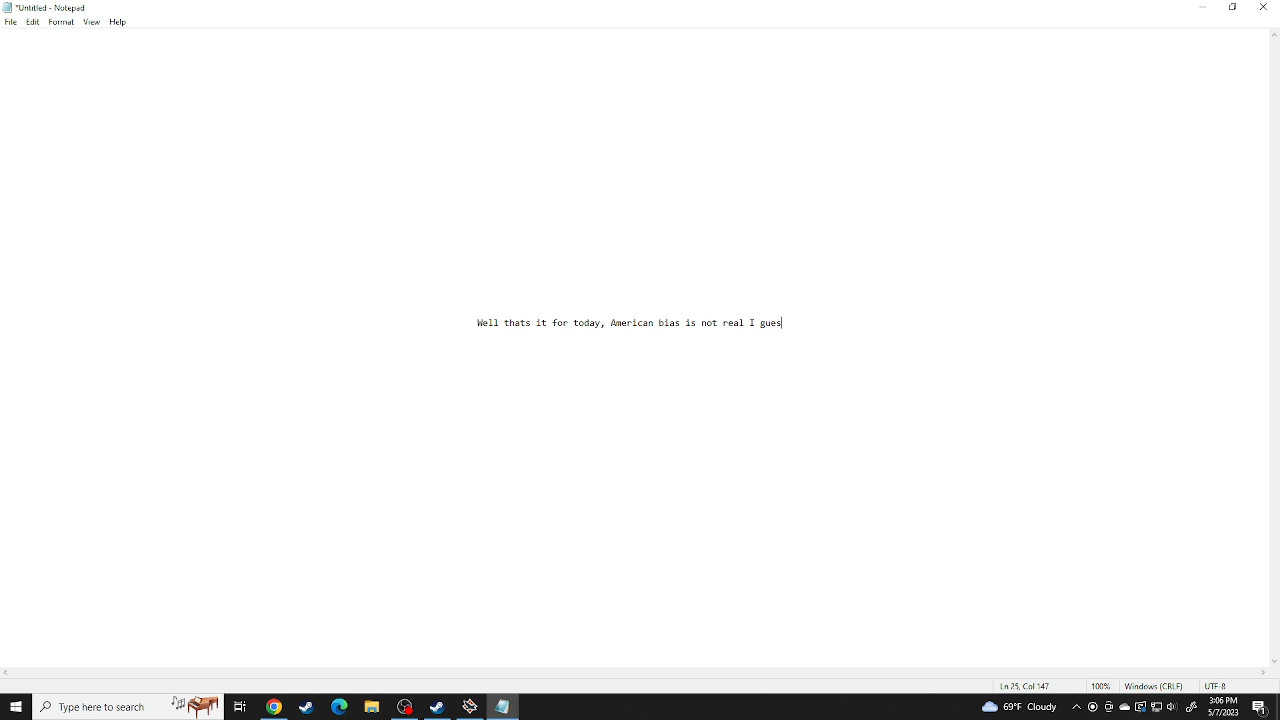 *Untitled - Notepad
File Edit Format View Help
Well thats it for today, American bias is not real I gues
Ln 25, Col 147 100% Windows (CRLF) UTF-8
Type here to search
69°F Cloudy
3:06 PM
5/7/2023
1